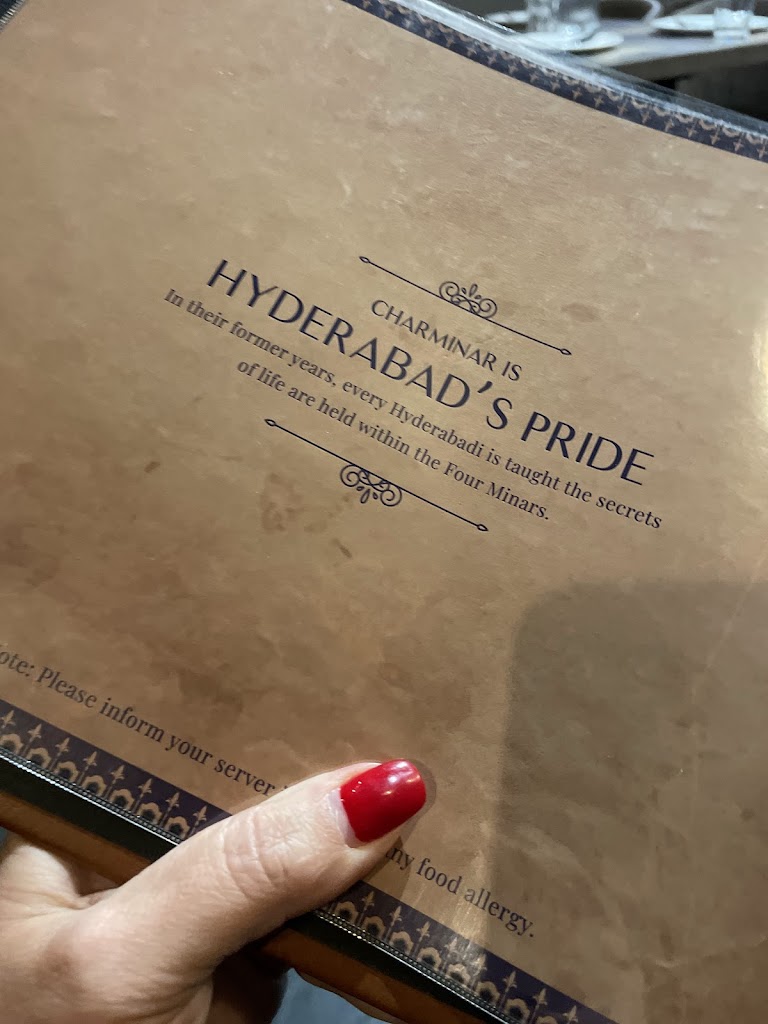 CHARMINAR IS
HYDERABAD'S PRIDE
In their former years, every Hyderabadi is taught the secrets
of life are held within the Four Minars.
ote: Please inform your server ny food allergy.